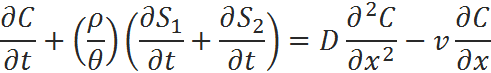 ∂C/∂t + (ρ/θ)(∂S₁/∂t + ∂S₂/∂t) = D ∂²C/∂x² − v ∂C/∂x